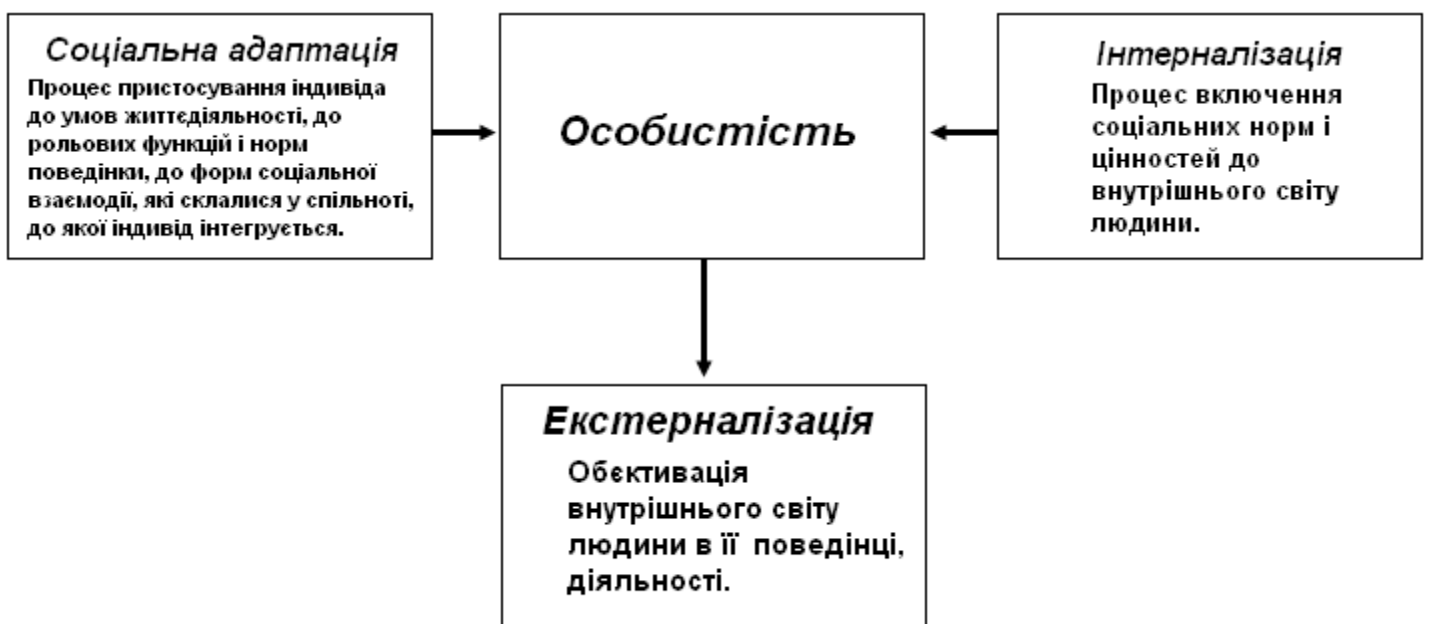 Соціальна адаптація
Процес пристосування індивіда
до умов життєдіяльності, до
рольових функцій і норм
поведінки, до форм соціальної
взаємодії, які склалися у спільноті,
до якої індивід інтегрується.
Особистість
Інтерналізація
Процес включення
соціальних норм і
цінностей до
внутрішнього світу
людини.
Екстерналізація
Обєктивація
внутрішнього світу
людини в її поведінці,
діяльності.